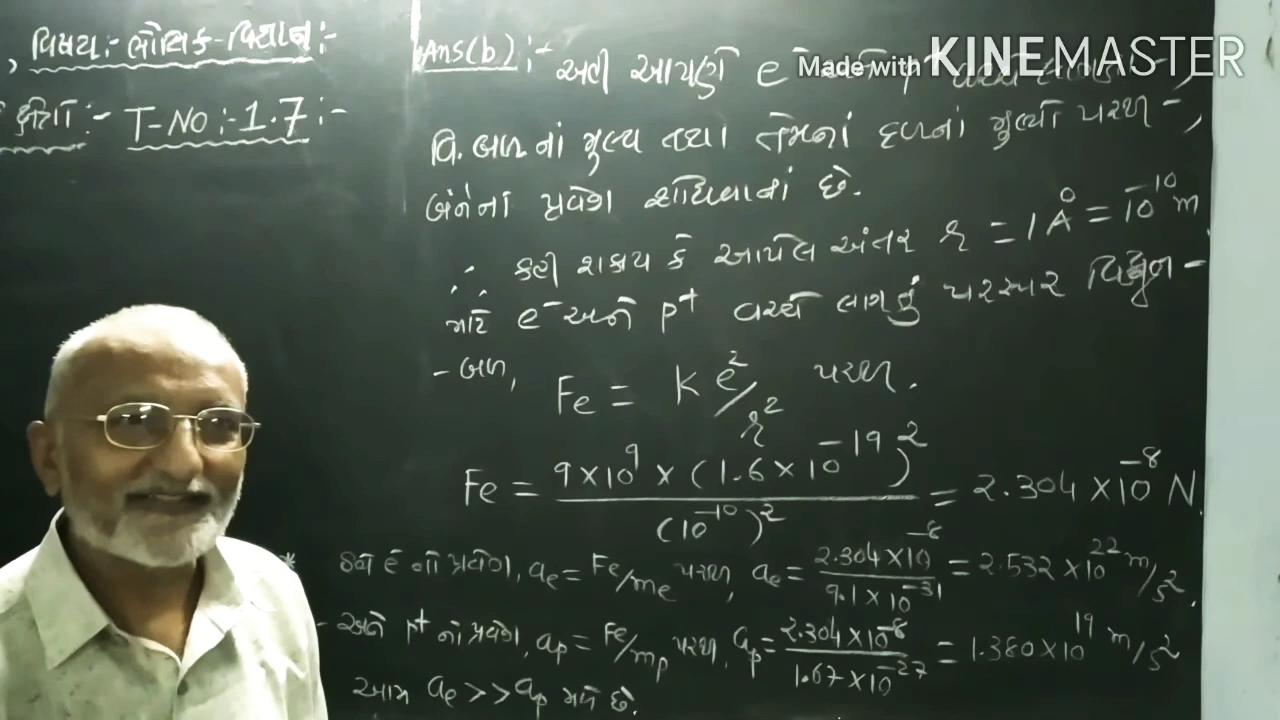 વિષય:- ભૌતિક-વિજ્ઞાન:-
T-NO:-1.7:-
Made with KINEMASTER
Ans(b):- અહી આપણે e
વિ.બળનાં મુલ્ય તથા તેમનાં દળનાં મુલ્યો પરથી-,
બંનેના પ્રવેગ શોધવાનાં છે.
∴ કહી શકાય કે આપેલ અંતર r = 1 Å = 10⁻¹⁰ m
માટે e⁻ અને p⁺ વચ્ચે લાગતું પરસ્પર વિદ્યુત-
-બળ, Fe = K e²/r² પરથી.
Fe = 9×10⁹ × (1.6×10⁻¹⁹)² / (10⁻¹⁰)² = 2.304 ×10⁻⁸ N.
* હવે e⁻ નો પ્રવેગ, ae = Fe/me પરથી, ae = 2.304×10⁻⁸ / 9.1×10⁻³¹ = 2.532 ×10²² m/s².
- અને p⁺ નો પ્રવેગ, ap = Fe/mp પરથી, ap = 2.304×10⁻⁸ / 1.67×10⁻²⁷ = 1.380×10¹⁹ m/s²
આમ ae >> ap મળે છે.